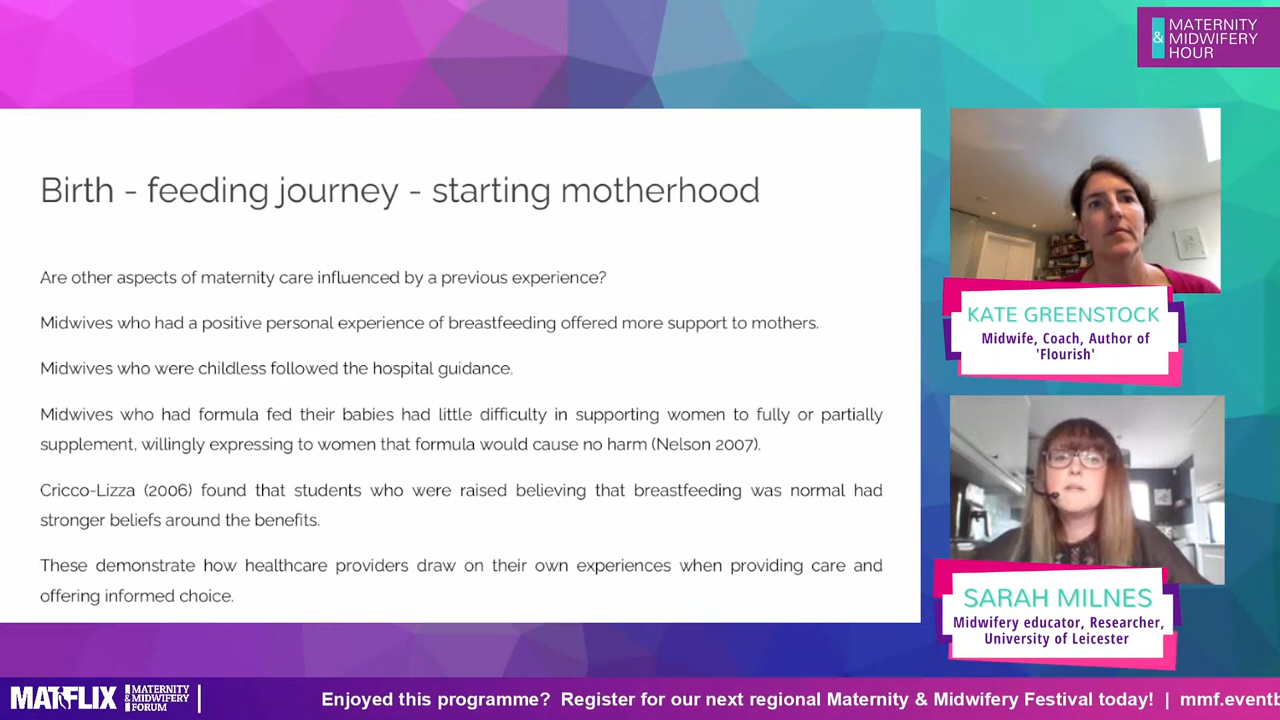 MATERNITY
& MIDWIFERY
HOUR
Birth - feeding journey - starting motherhood
Are other aspects of maternity care influenced by a previous experience?
Midwives who had a positive personal experience of breastfeeding offered more support to mothers.
Midwives who were childless followed the hospital guidance.
Midwives who had formula fed their babies had little difficulty in supporting women to fully or partially
supplement, willingly expressing to women that formula would cause no harm (Nelson 2007).
Cricco-Lizza (2006) found that students who were raised believing that breastfeeding was normal had
stronger beliefs around the benefits.
These demonstrate how healthcare providers draw on their own experiences when providing care and
offering informed choice.
KATE GREENSTOCK
Midwife, Coach, Author of
'Flourish'
SARAH MILNES
Midwifery educator, Researcher,
University of Leicester
MATFLIX
MATERNITY
& MIDWIFERY
FORUM
Enjoyed this programme? Register for our next regional Maternity & Midwifery Festival today! | mmf.eventb